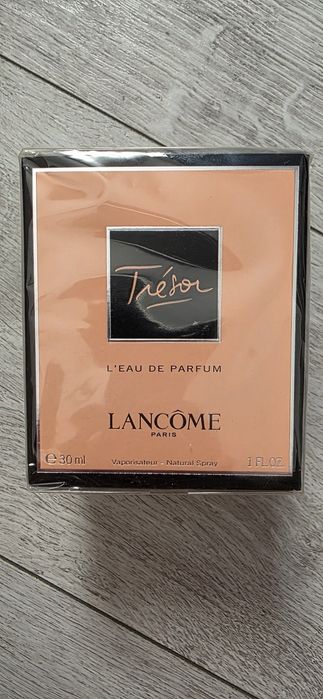 Trésor
L'EAU DE PARFUM
LANCÔME
PARIS
e 30 ml Vaporisateur - Natural Spray 1 FL.OZ.